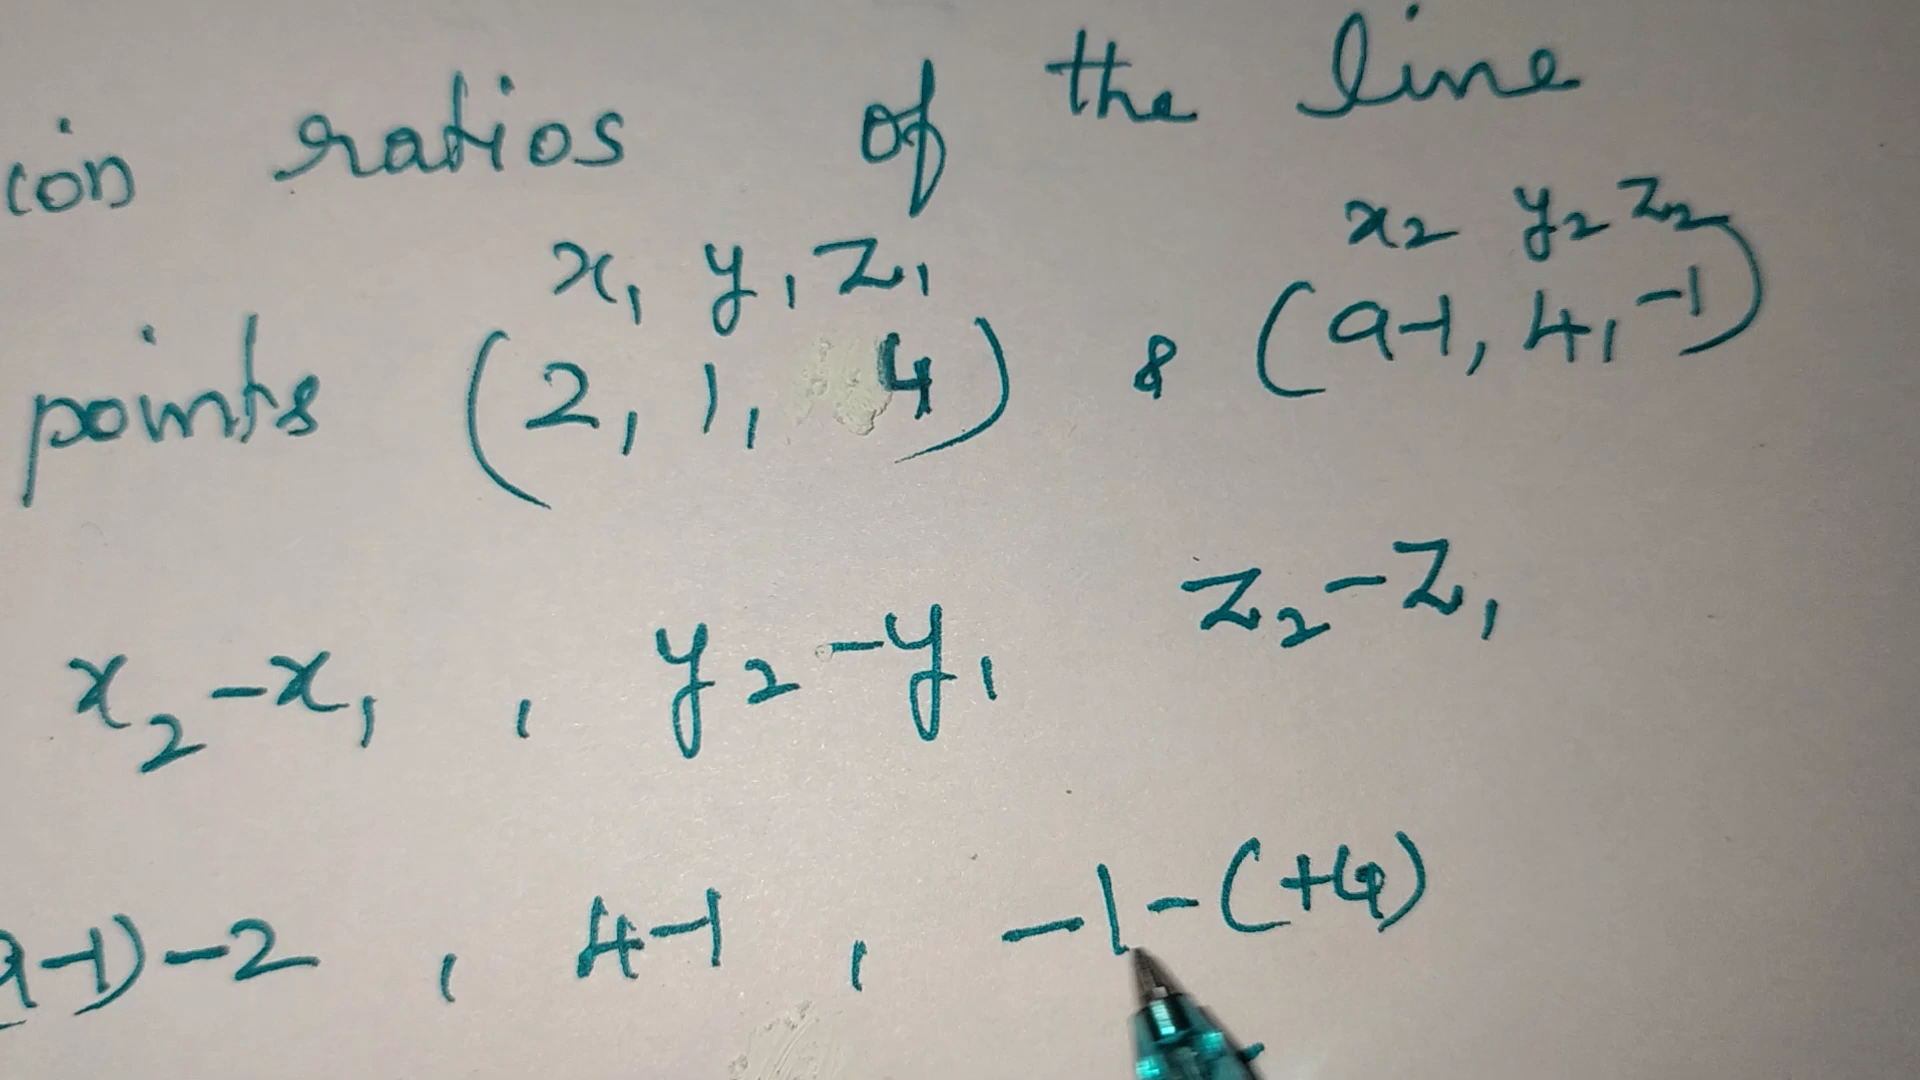 ion ratios of the line
x₁ y₁ z₁ x₂ y₂ z₂
points (2, 1, 4) & (a-1, 4, -1)
x₂-x₁ , y₂-y₁ z₂-z₁
a-1)-2 , 4-1 , -1-(+4)